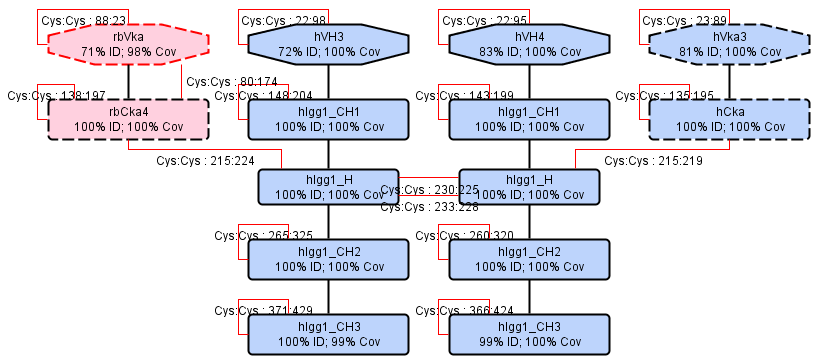 Cys:Cys : 88:23
Cys:Cys : 22:98
Cys:Cys : 22:95
Cys:Cys : 23:89
rbVka
71% ID; 98% Cov
hVH3
72% ID; 100% Cov
hVH4
83% ID; 100% Cov
hVka3
81% ID; 100% Cov
Cys:Cys : 80:174
Cys:Cys : 138:197
Cys:Cys : 148:204
Cys:Cys : 143:199
Cys:Cys : 135:195
rbCka4
100% ID; 100% Cov
hIgg1_CH1
100% ID; 100% Cov
hIgg1_CH1
100% ID; 100% Cov
hCka
100% ID; 100% Cov
Cys:Cys : 215:224
Cys:Cys : 215:219
hIgg1_H
100% ID; 100% Cov
hIgg1_H
100% ID; 100% Cov
Cys:Cys : 230:225
Cys:Cys : 233:228
Cys:Cys : 265:325
Cys:Cys : 260:320
hIgg1_CH2
100% ID; 100% Cov
hIgg1_CH2
100% ID; 100% Cov
Cys:Cys : 371:429
Cys:Cys : 366:424
hIgg1_CH3
100% ID; 99% Cov
hIgg1_CH3
99% ID; 100% Cov